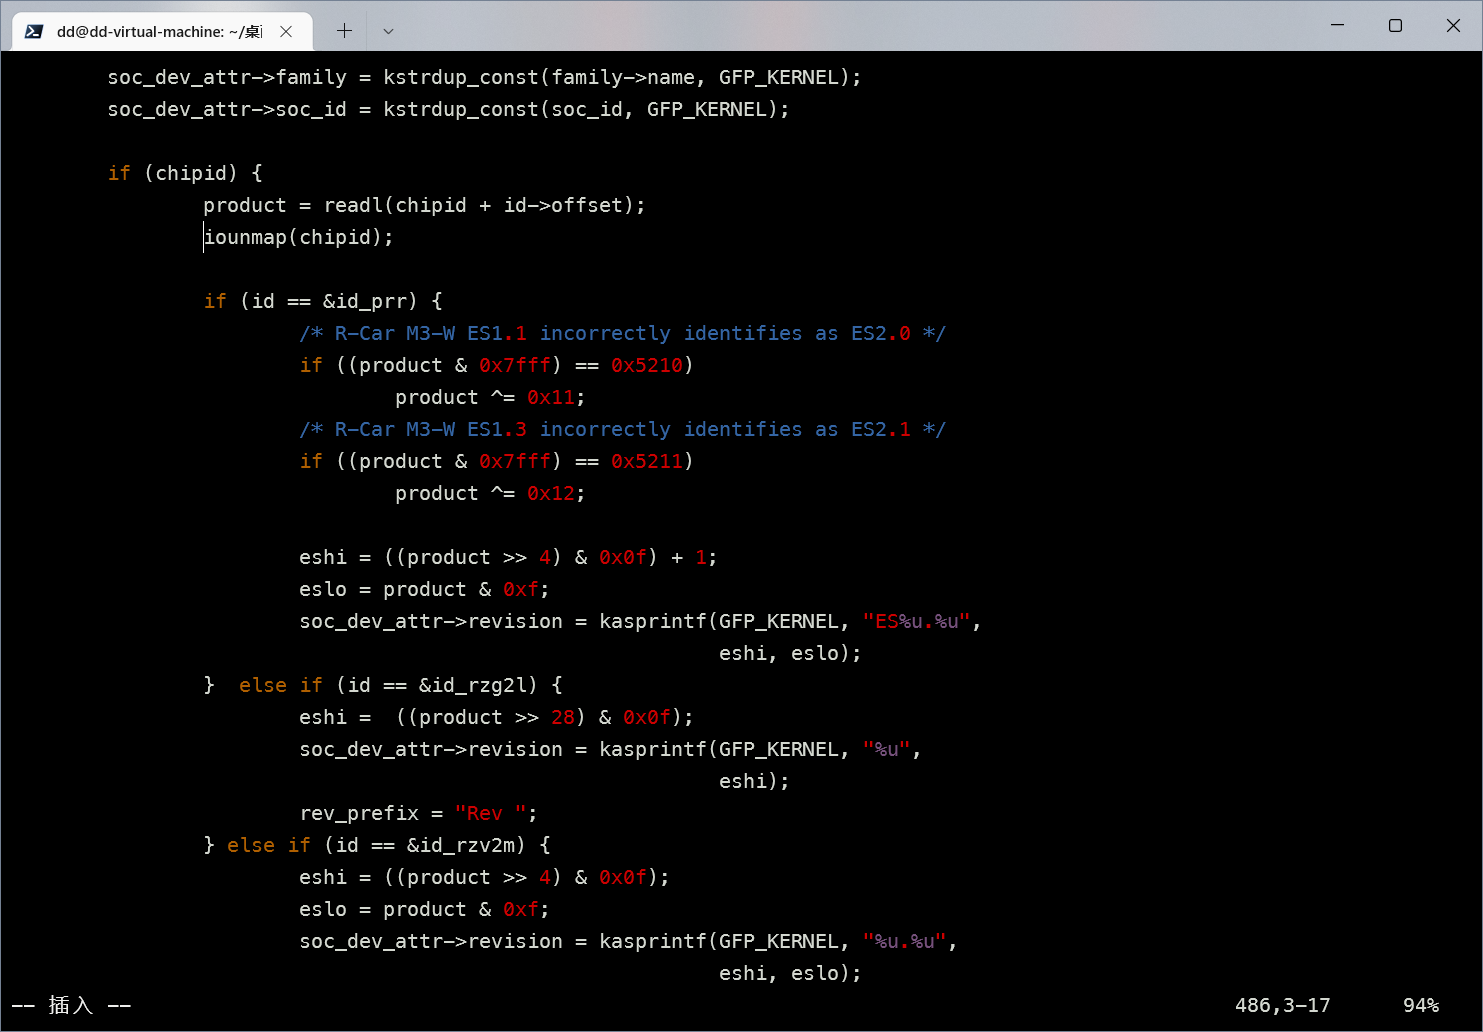 dd@dd-virtual-machine: ~/桌
soc_dev_attr->family = kstrdup_const(family->name, GFP_KERNEL);
soc_dev_attr->soc_id = kstrdup_const(soc_id, GFP_KERNEL);
if (chipid) {
product = readl(chipid + id->offset);
iounmap(chipid);
if (id == &id_prr) {
/* R-Car M3-W ES1.1 incorrectly identifies as ES2.0 */
if ((product & 0x7fff) == 0x5210)
product ^= 0x11;
/* R-Car M3-W ES1.3 incorrectly identifies as ES2.1 */
if ((product & 0x7fff) == 0x5211)
product ^= 0x12;
eshi = ((product >> 4) & 0x0f) + 1;
eslo = product & 0xf;
soc_dev_attr->revision = kasprintf(GFP_KERNEL, "ES%u.%u",
eshi, eslo);
}  else if (id == &id_rzg2l) {
eshi =  ((product >> 28) & 0x0f);
soc_dev_attr->revision = kasprintf(GFP_KERNEL, "%u",
eshi);
rev_prefix = "Rev ";
} else if (id == &id_rzv2m) {
eshi = ((product >> 4) & 0x0f);
eslo = product & 0xf;
soc_dev_attr->revision = kasprintf(GFP_KERNEL, "%u.%u",
eshi, eslo);
-- 插入 --    486,3-17    94%